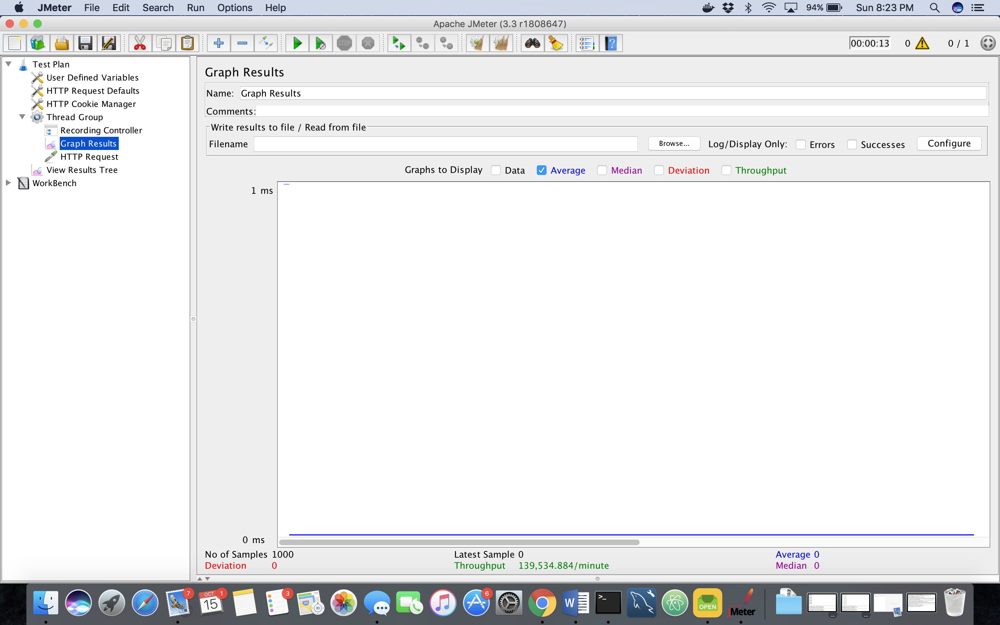 JMeter File Edit Search Run Options Help 94% Sun 8:23 PM
Apache JMeter (3.3 r1808647)
STOP 00:00:13 0 0 / 1
Test Plan
User Defined Variables
HTTP Request Defaults
HTTP Cookie Manager
Thread Group
Recording Controller
Graph Results
HTTP Request
View Results Tree
WorkBench
Graph Results
Name: Graph Results
Comments:
Write results to file / Read from file
Filename Browse... Log/Display Only: Errors Successes Configure
Graphs to Display Data Average Median Deviation Throughput
1 ms
0 ms
No of Samples 1000 Latest Sample 0 Average 0
Deviation 0 Throughput 139,534.884/minute Median 0
7 OCT 15 1 3 280 3D 6 W >_ OPEN JMeter